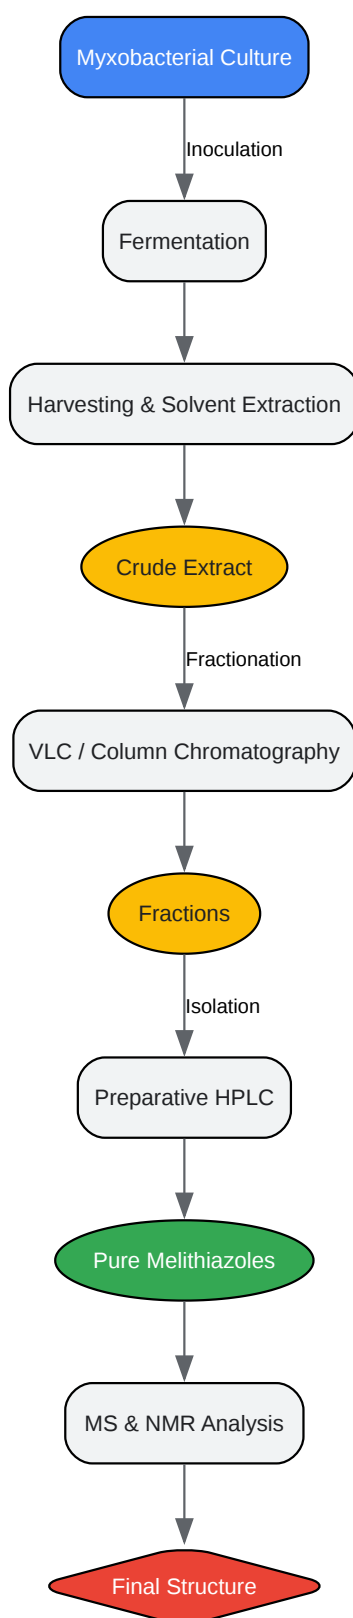 Myxobacterial Culture
Inoculation
Fermentation
Harvesting & Solvent Extraction
Crude Extract
Fractionation
VLC / Column Chromatography
Fractions
Isolation
Preparative HPLC
Pure Melithiazoles
MS & NMR Analysis
Final Structure